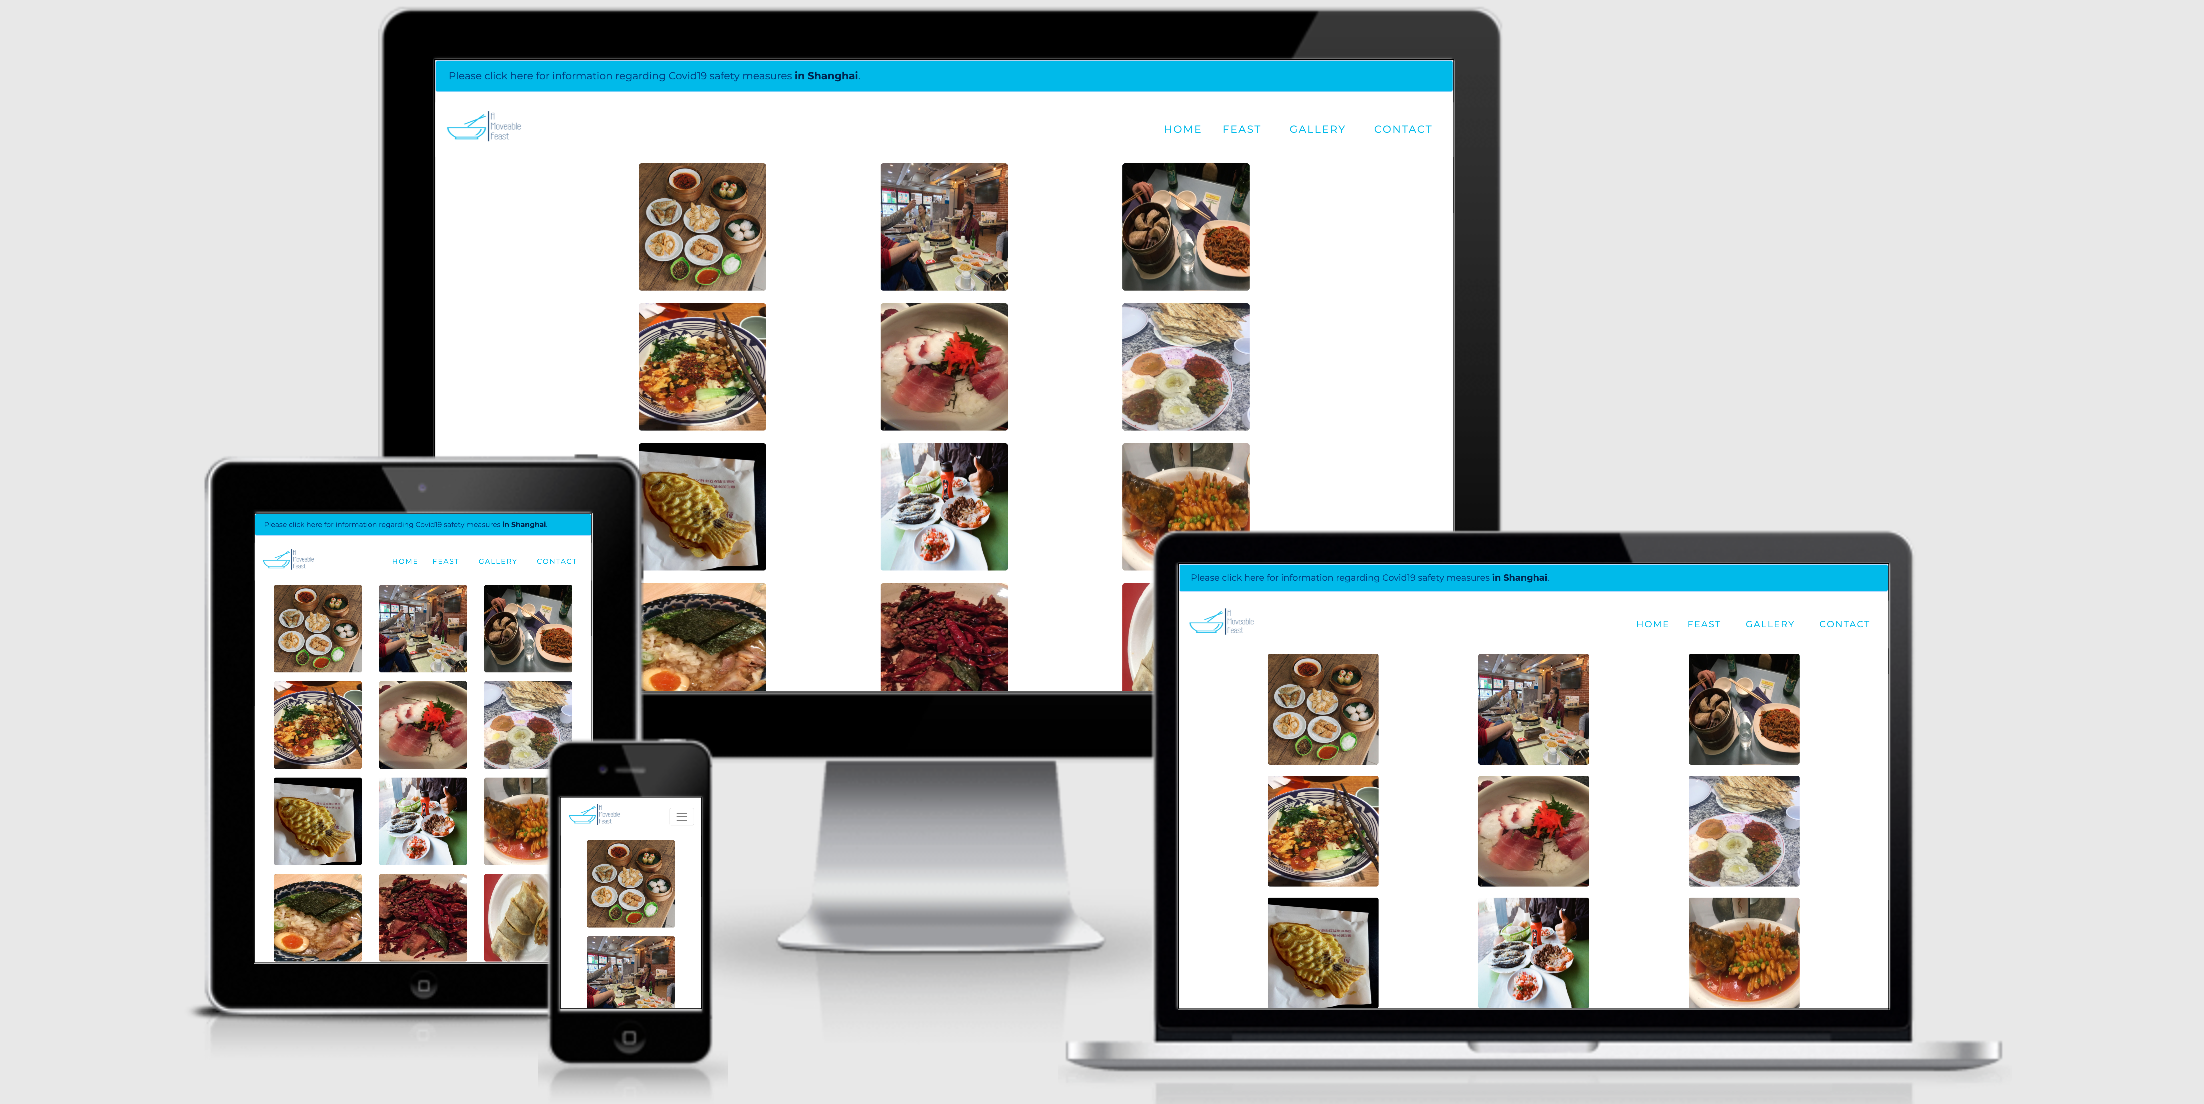 Please click here for information regarding Covid19 safety measures in Shanghai.
A
Moveable
Feast
HOME FEAST GALLERY CONTACT
Please click here for information regarding Covid19 safety measures in Shanghai.
A
Moveable
Feast
HOME FEAST GALLERY CONTACT
A
Moveable
Feast
Please click here for information regarding Covid19 safety measures in Shanghai.
A
Moveable
Feast
HOME FEAST GALLERY CONTACT